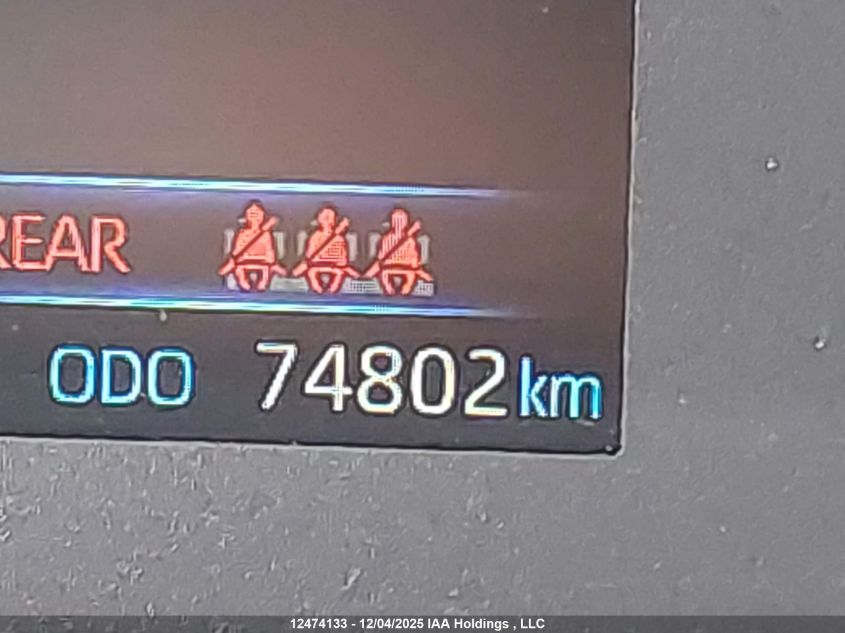 REAR
ODO 74802 km
12474133 - 12/04/2025 IAA Holdings , LLC